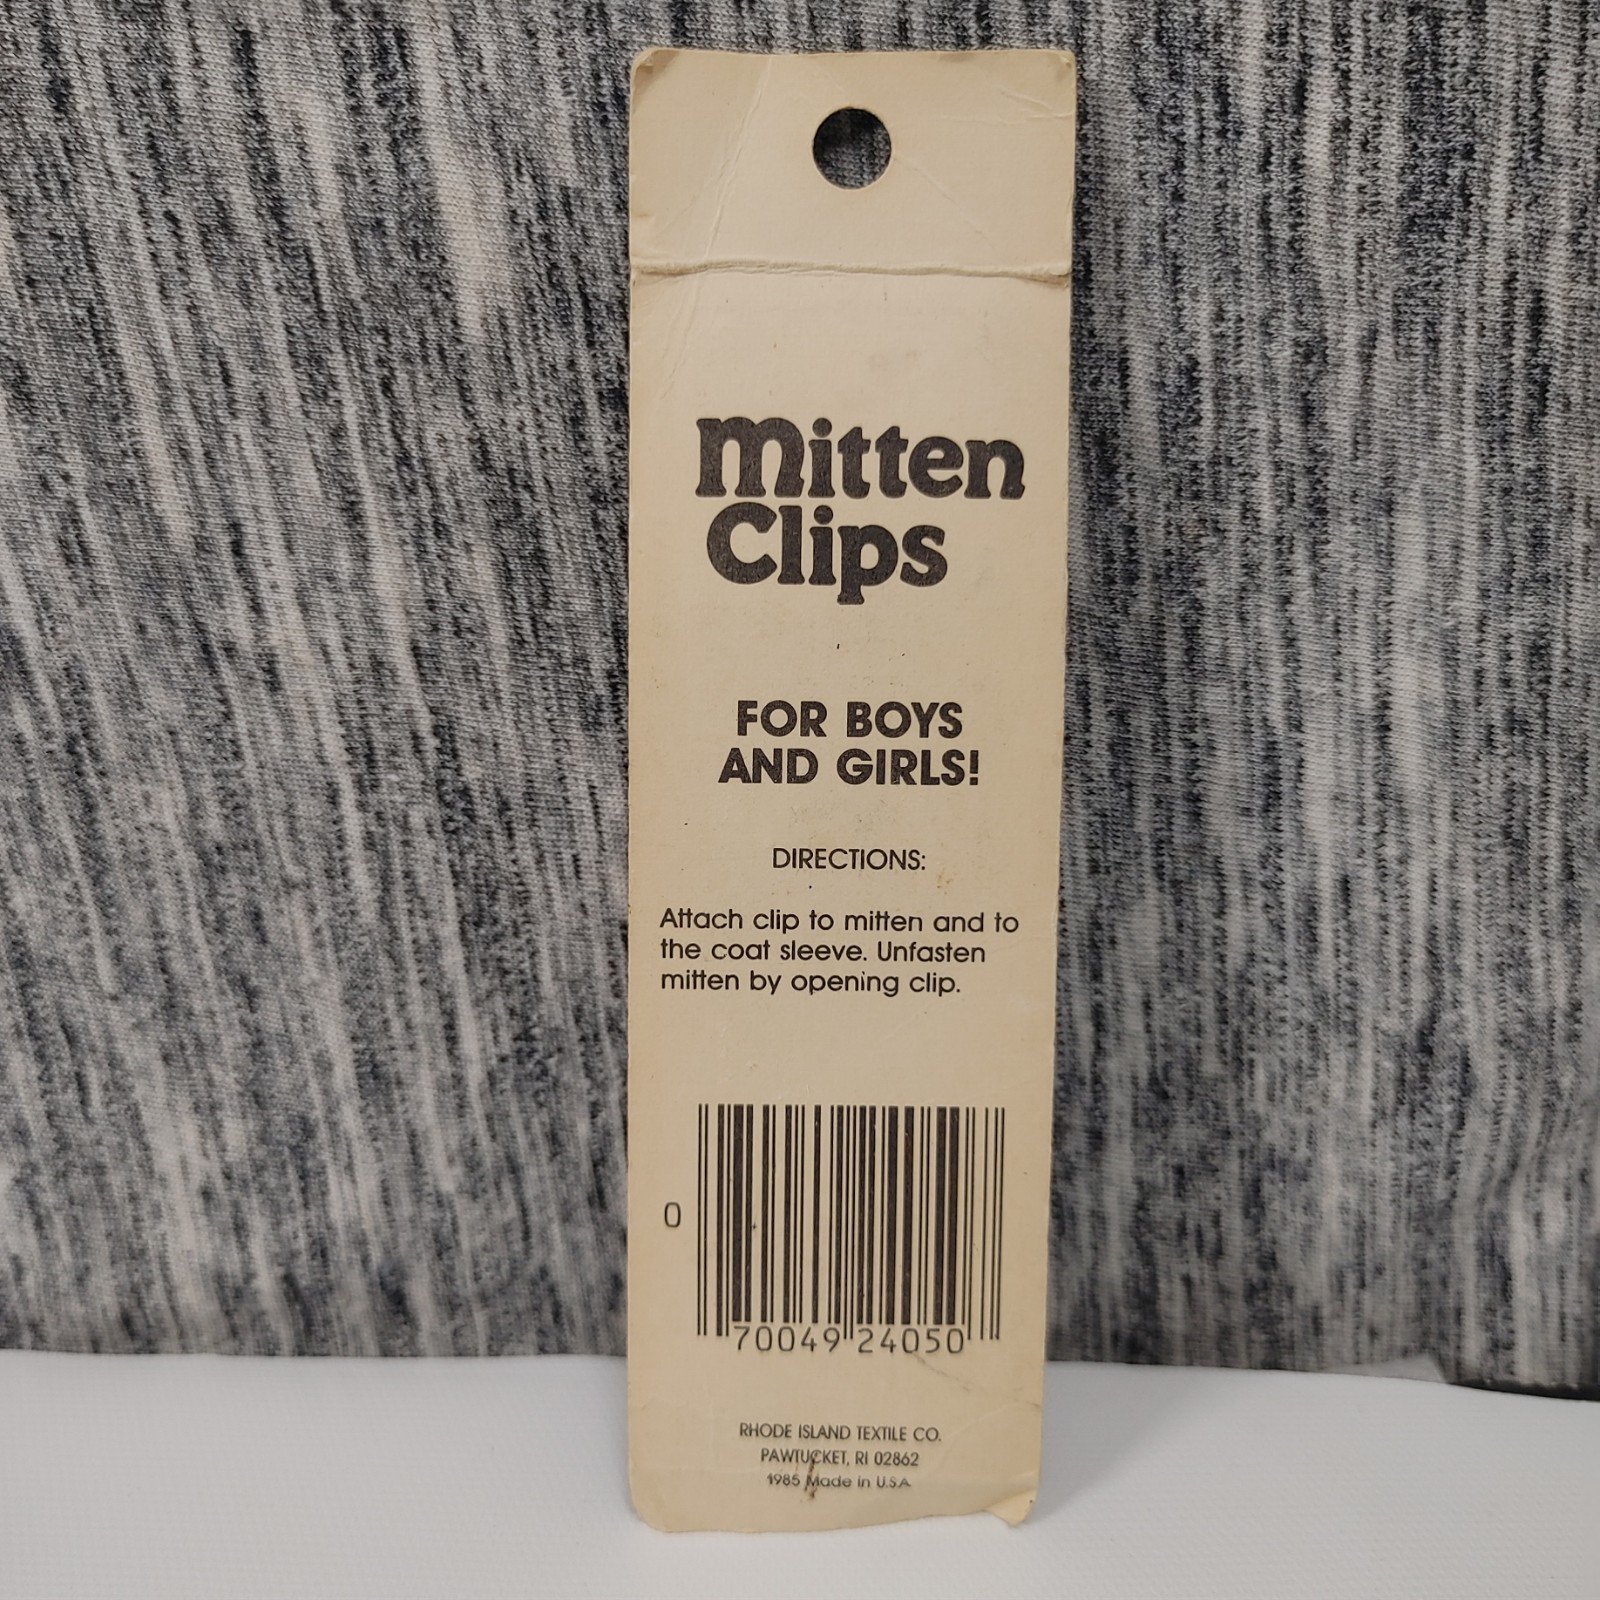 Mitten
Clips
FOR BOYS
AND GIRLS!
DIRECTIONS:
Attach clip to mitten and to
the coat sleeve. Unfasten
mitten by opening clip.
0 70049 24050
RHODE ISLAND TEXTILE CO.
PAWTUCKET, RI 02862
1985 Made in U.S.A